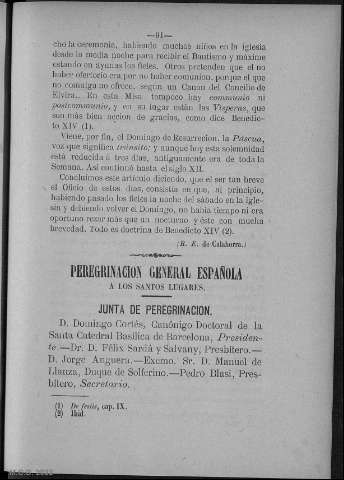 —91—
cho la ceremonia, habiendo muchos niños en la iglesia
desde la media noche para recibir el Bautismo y máxime
estando en ayunas los fieles. Otros pretenden que el no
haber ofertorio era por no haber comunion, porque el que
no comulga no ofrece, segun un Canon del Concilio de
Elvira.. En esta Misa tampoco hay communio ni
postcommunio, y en su lugar están las Vísperas, que
son más bien accion de gracias, como dice Benedic-
to XIV (1).
Viene, por fin, el Domingo de Resurreccion, la Páscua,
voz que significa tránsito; y aunque hoy esta solemnidad
está reducida á tres dias, antiguamente era de toda la
Semana. Así continuó hasta el siglo XII.
Concluimos este artículo diciendo, que el ser tan breve
el Oficio de estos dias, consistia en que, al principio,
habiendo pasado los fieles la noche del sábado en la igle-
sia y debiendo volver el Domingo, no habia tiempo ni era
oportuno rezar más que un nocturno y éste con mucha
brevedad. Todo es doctrina de Benedicto XIV (2).
(B. E. de Calahorra.)
PEREGRINACION GENERAL ESPAÑOLA
A LOS SANTOS LUGARES.
JUNTA DE PEREGRINACION.
D. Domingo Cortés, Canónigo Doctoral de la
Santa Catedral Basílica de Barcelona, Presiden-
te.—Dr. D. Félix Sardá y Salvany, Presbítero.—
D. Jorge Anguera.—Excmo. Sr. D. Manuel de
Llanza, Duque de Solferino.—Pedro Blasi, Pres-
bítero, Secretario.
(1) De festis, cap. IX.
(2) Ibid.